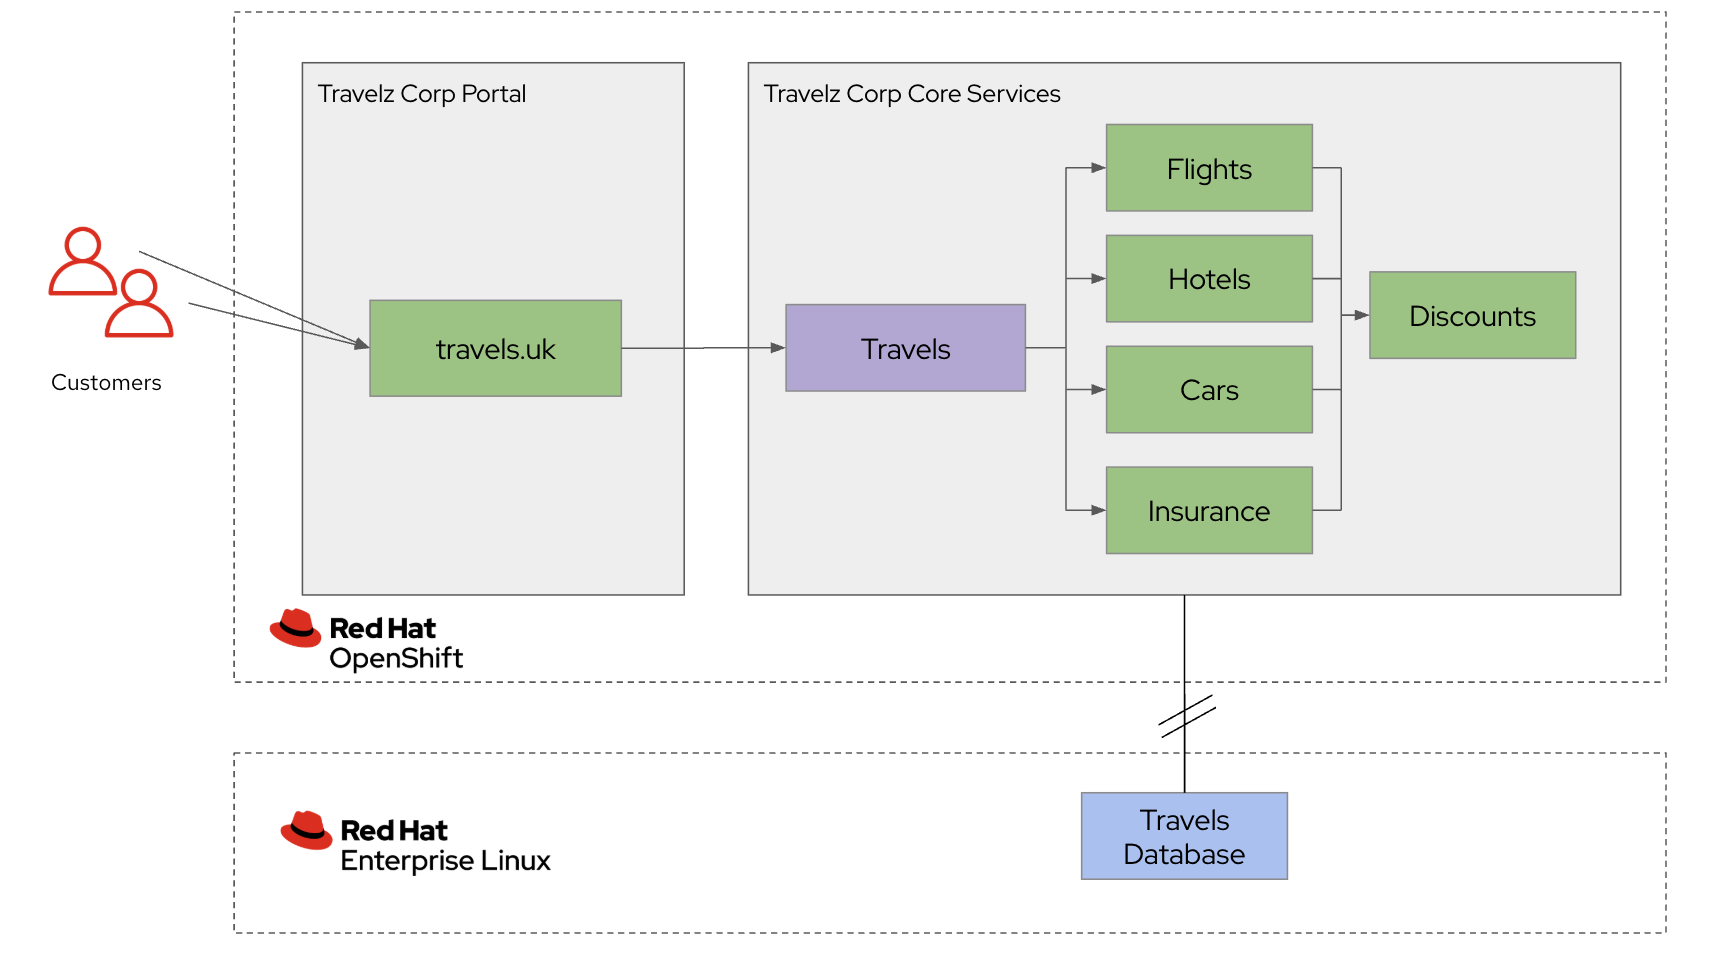 Travelz Corp Portal
Travelz Corp Core Services
Flights
Hotels
Discounts
travels.uk
Travels
Cars
Customers
Insurance
Red Hat
OpenShift
Travels
Database
Red Hat
Enterprise Linux